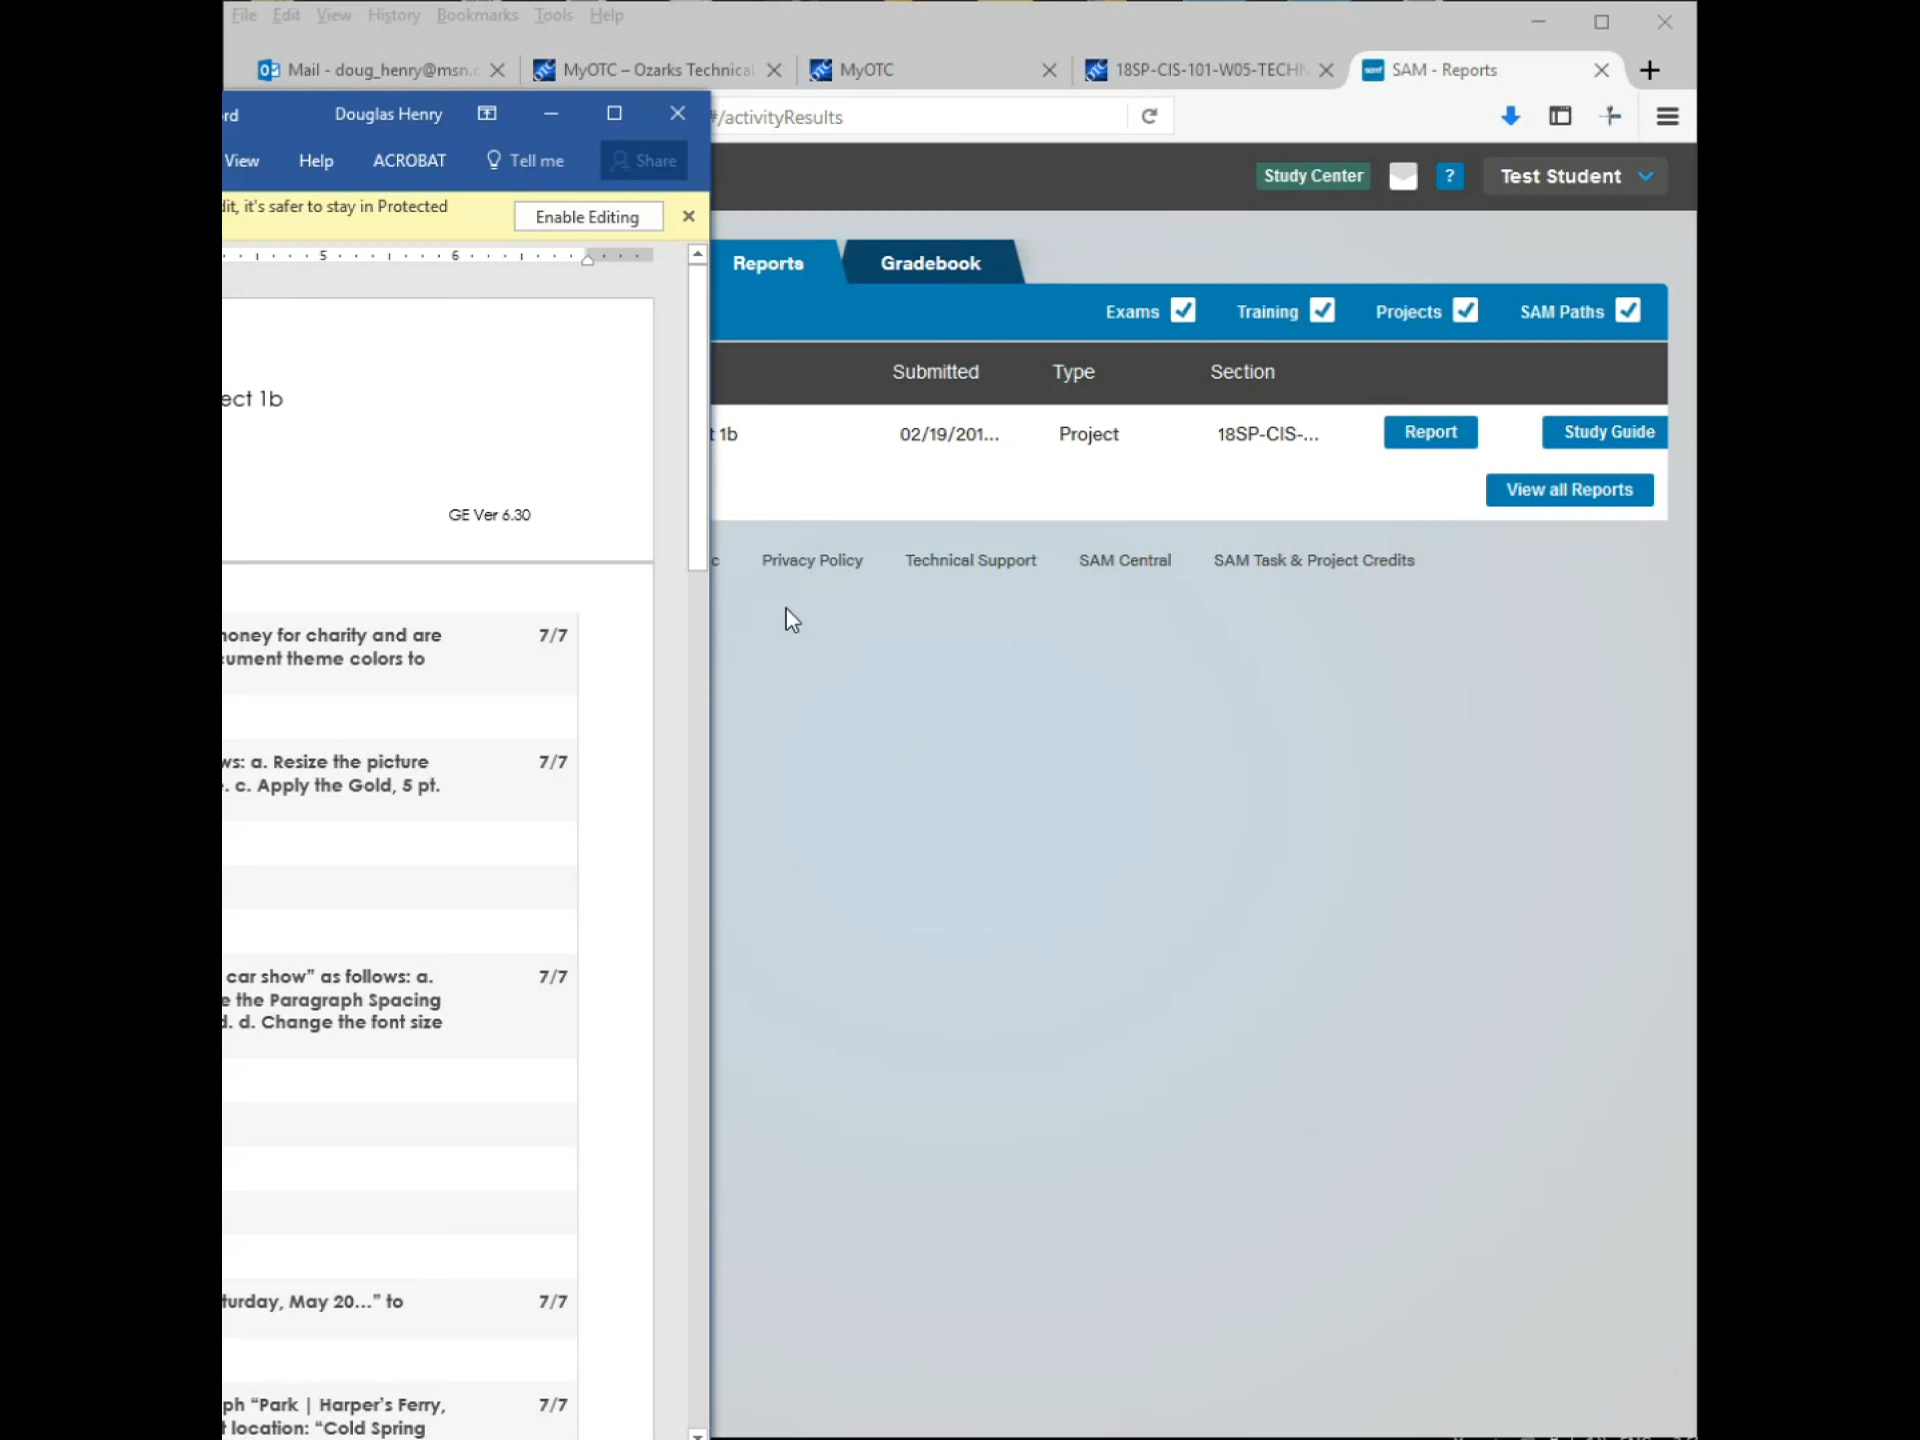 File Edit View History Bookmarks Tools Help
Mail - doug_henry@msn.c
MyOTC – Ozarks Technical
MyOTC
18SP-CIS-101-W05-TECHN
SAM - Reports
rd
Douglas Henry
#/activityResults
View Help ACROBAT Tell me Share
Study Center
?
Test Student
dit, it's safer to stay in Protected
Enable Editing
5 6
Reports
Gradebook
Exams Training Projects SAM Paths
Submitted Type Section
ect 1b
t 1b
02/19/201...
Project
18SP-CIS-...
Report
Study Guide
View all Reports
GE Ver 6.30
c
Privacy Policy
Technical Support
SAM Central
SAM Task & Project Credits
noney for charity and are 7/7
cument theme colors to
ws: a. Resize the picture 7/7
. c. Apply the Gold, 5 pt.
car show” as follows: a. 7/7
e the Paragraph Spacing
d. d. Change the font size
turday, May 20…” to 7/7
ph “Park | Harper’s Ferry, 7/7
t location: “Cold Spring